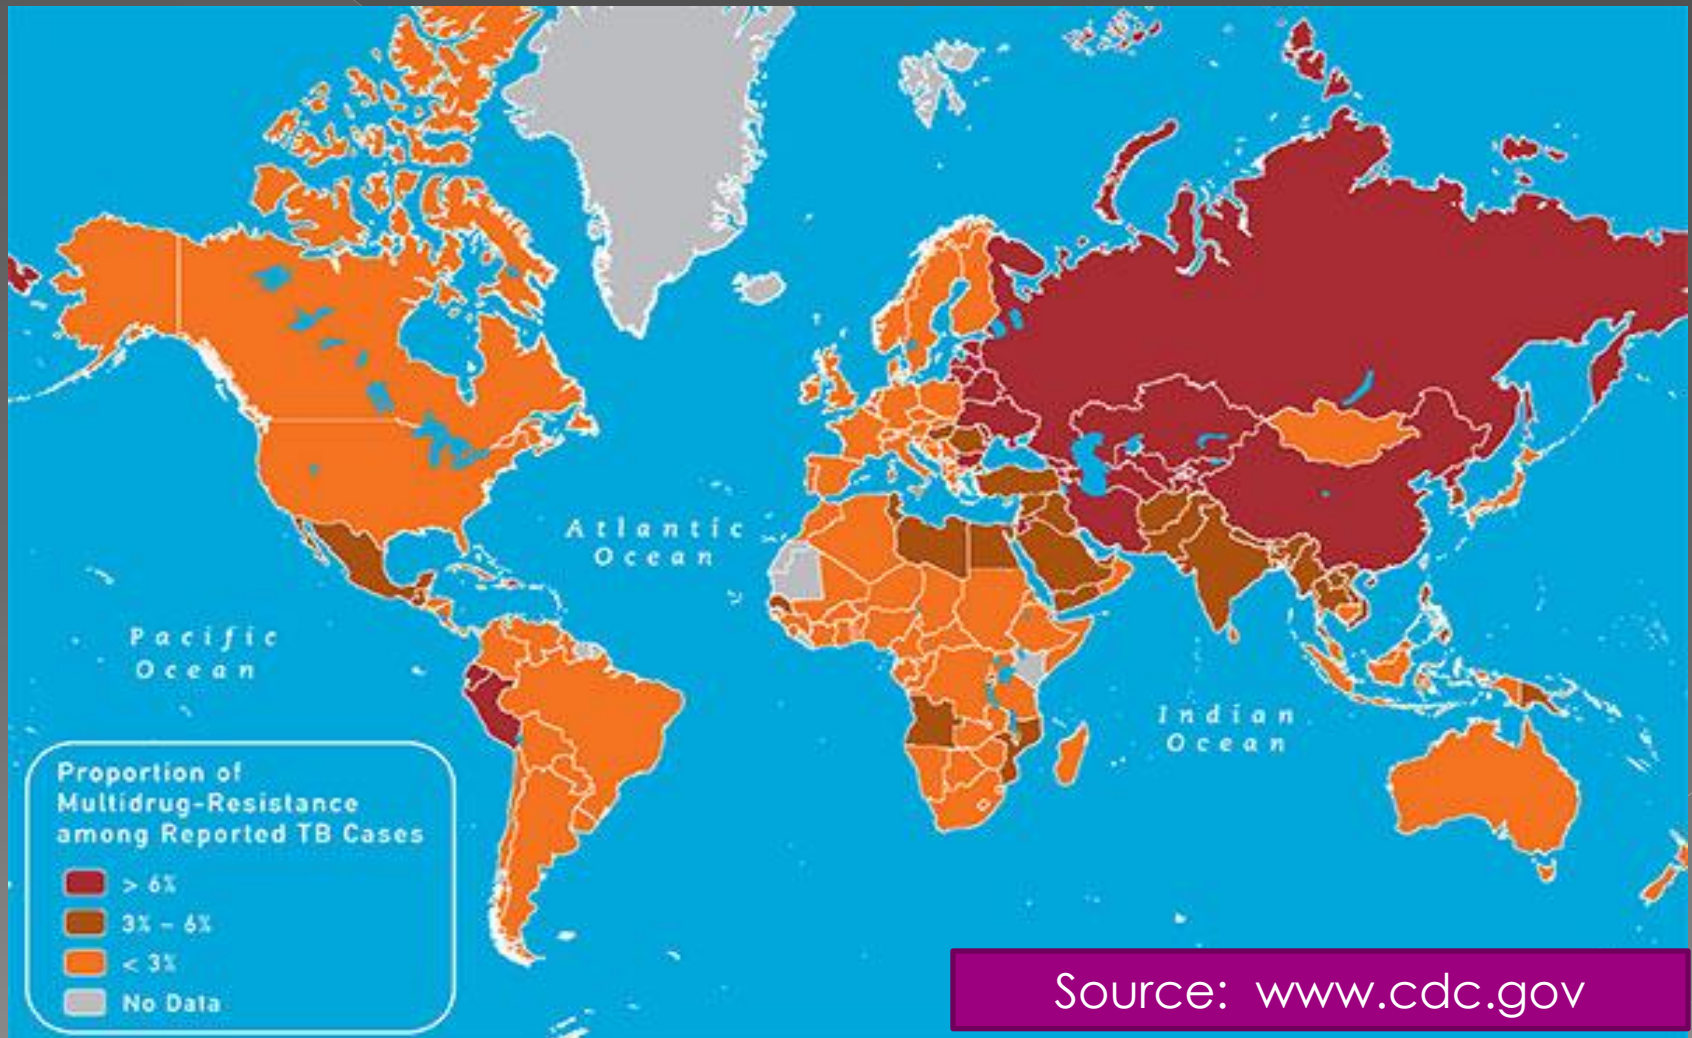 Atlantic
Ocean
Pacific
Ocean
Indian
Ocean
Proportion of
Multidrug-Resistance
among Reported TB Cases
> 6%
3% – 6%
< 3%
No Data
Source: www.cdc.gov